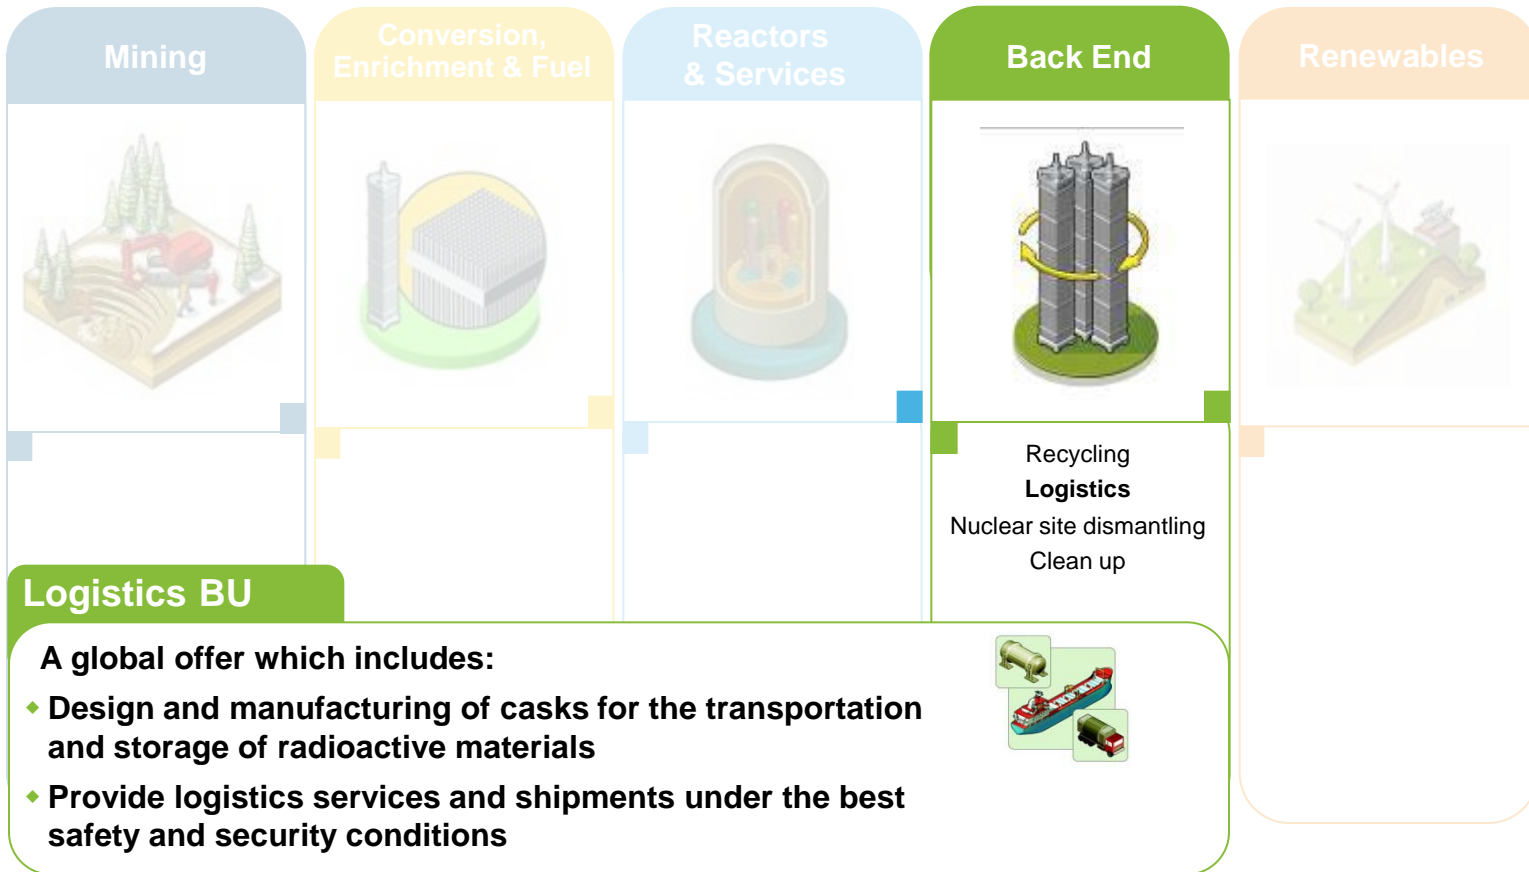 Mining
Conversion,
Enrichment & Fuel
Reactors
& Services
Back End
Renewables
Recycling
Logistics
Nuclear site dismantling
Clean up
Logistics BU
A global offer which includes:
Design and manufacturing of casks for the transportation
and storage of radioactive materials
Provide logistics services and shipments under the best
safety and security conditions